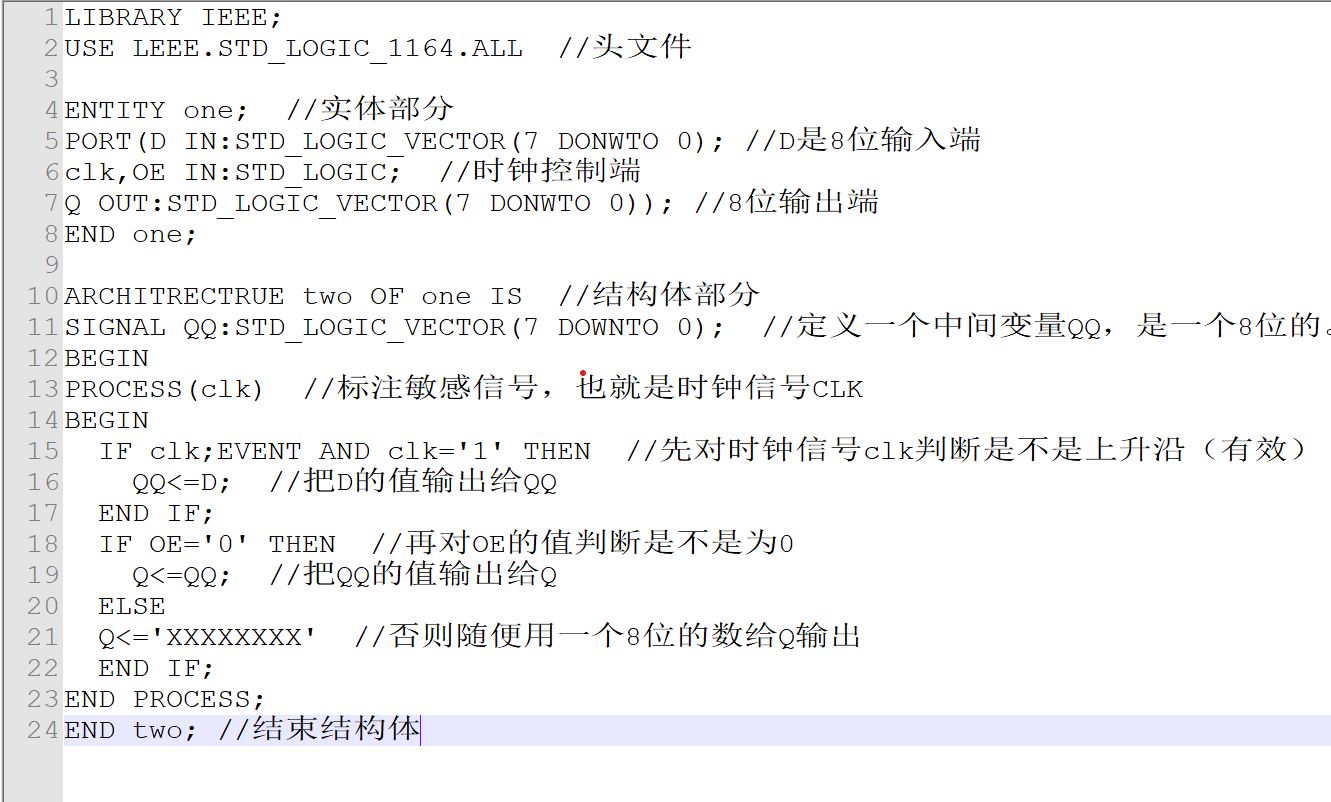 1 LIBRARY IEEE;
2 USE LEEE.STD_LOGIC_1164.ALL  //头文件
3
4 ENTITY one;  //实体部分
5 PORT(D IN:STD_LOGIC_VECTOR(7 DONWTO 0); //D是8位输入端
6 clk,OE IN:STD_LOGIC;  //时钟控制端
7 Q OUT:STD_LOGIC_VECTOR(7 DONWTO 0)); //8位输出端
8 END one;
9
10 ARCHITRECTRUE two OF one IS  //结构体部分
11 SIGNAL QQ:STD_LOGIC_VECTOR(7 DOWNTO 0);  //定义一个中间变量QQ，是一个8位的。
12 BEGIN
13 PROCESS(clk)  //标注敏感信号，也就是时钟信号CLK
14 BEGIN
15   IF clk;EVENT AND clk='1' THEN  //先对时钟信号clk判断是不是上升沿（有效）
16     QQ<=D;  //把D的值输出给QQ
17   END IF;
18   IF OE='0' THEN  //再对OE的值判断是不是为0
19     Q<=QQ;  //把QQ的值输出给Q
20   ELSE
21   Q<='XXXXXXXX'  //否则随便用一个8位的数给Q输出
22   END IF;
23 END PROCESS;
24 END two; //结束结构体